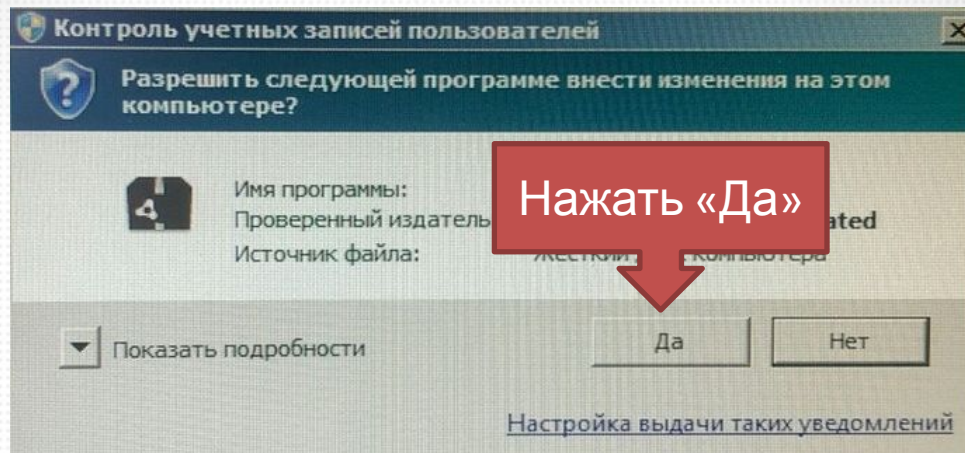 Контроль учетных записей пользователей
Разрешить следующей программе внести изменения на этом
компьютере?
Имя программы:
Проверенный издатель
Источник файла:
Нажать «Да»
Показать подробности
Да
Нет
Настройка выдачи таких уведомлений